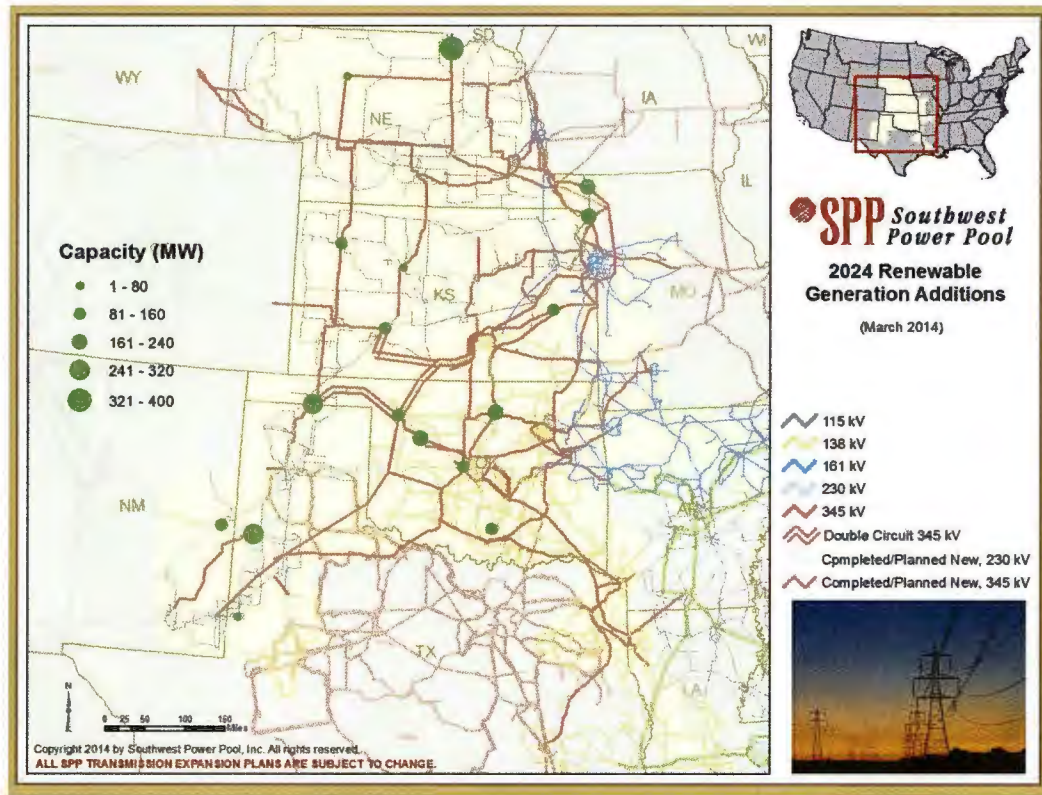 SD
WI
WY
IA
NE
IL
Capacity (MW)
1 - 80
81 - 160
161 - 240
241 - 320
321 - 400
KS
MO
NM
AR
TX
LA
N
0 25 50 100 150
Miles
Copyright 2014 by Southwest Power Pool, Inc. All rights reserved.
ALL SPP TRANSMISSION EXPANSION PLANS ARE SUBJECT TO CHANGE.
SPP Southwest
Power Pool
2024 Renewable
Generation Additions
(March 2014)
115 kV
138 kV
161 kV
230 kV
345 kV
Double Circuit 345 kV
Completed/Planned New, 230 kV
Completed/Planned New, 345 kV